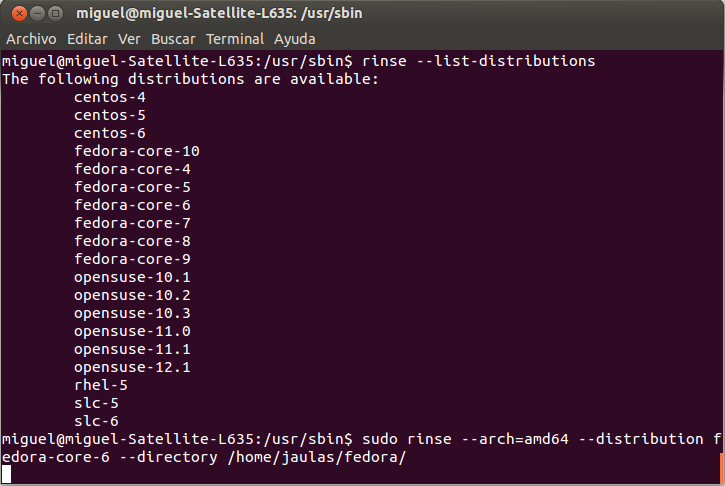 miguel@miguel-Satellite-L635: /usr/sbin
Archivo Editar Ver Buscar Terminal Ayuda
miguel@miguel-Satellite-L635:/usr/sbin$ rinse --list-distributions
The following distributions are available:
centos-4
centos-5
centos-6
fedora-core-10
fedora-core-4
fedora-core-5
fedora-core-6
fedora-core-7
fedora-core-8
fedora-core-9
opensuse-10.1
opensuse-10.2
opensuse-10.3
opensuse-11.0
opensuse-11.1
opensuse-12.1
rhel-5
slc-5
slc-6
miguel@miguel-Satellite-L635:/usr/sbin$ sudo rinse --arch=amd64 --distribution f
edora-core-6 --directory /home/jaulas/fedora/